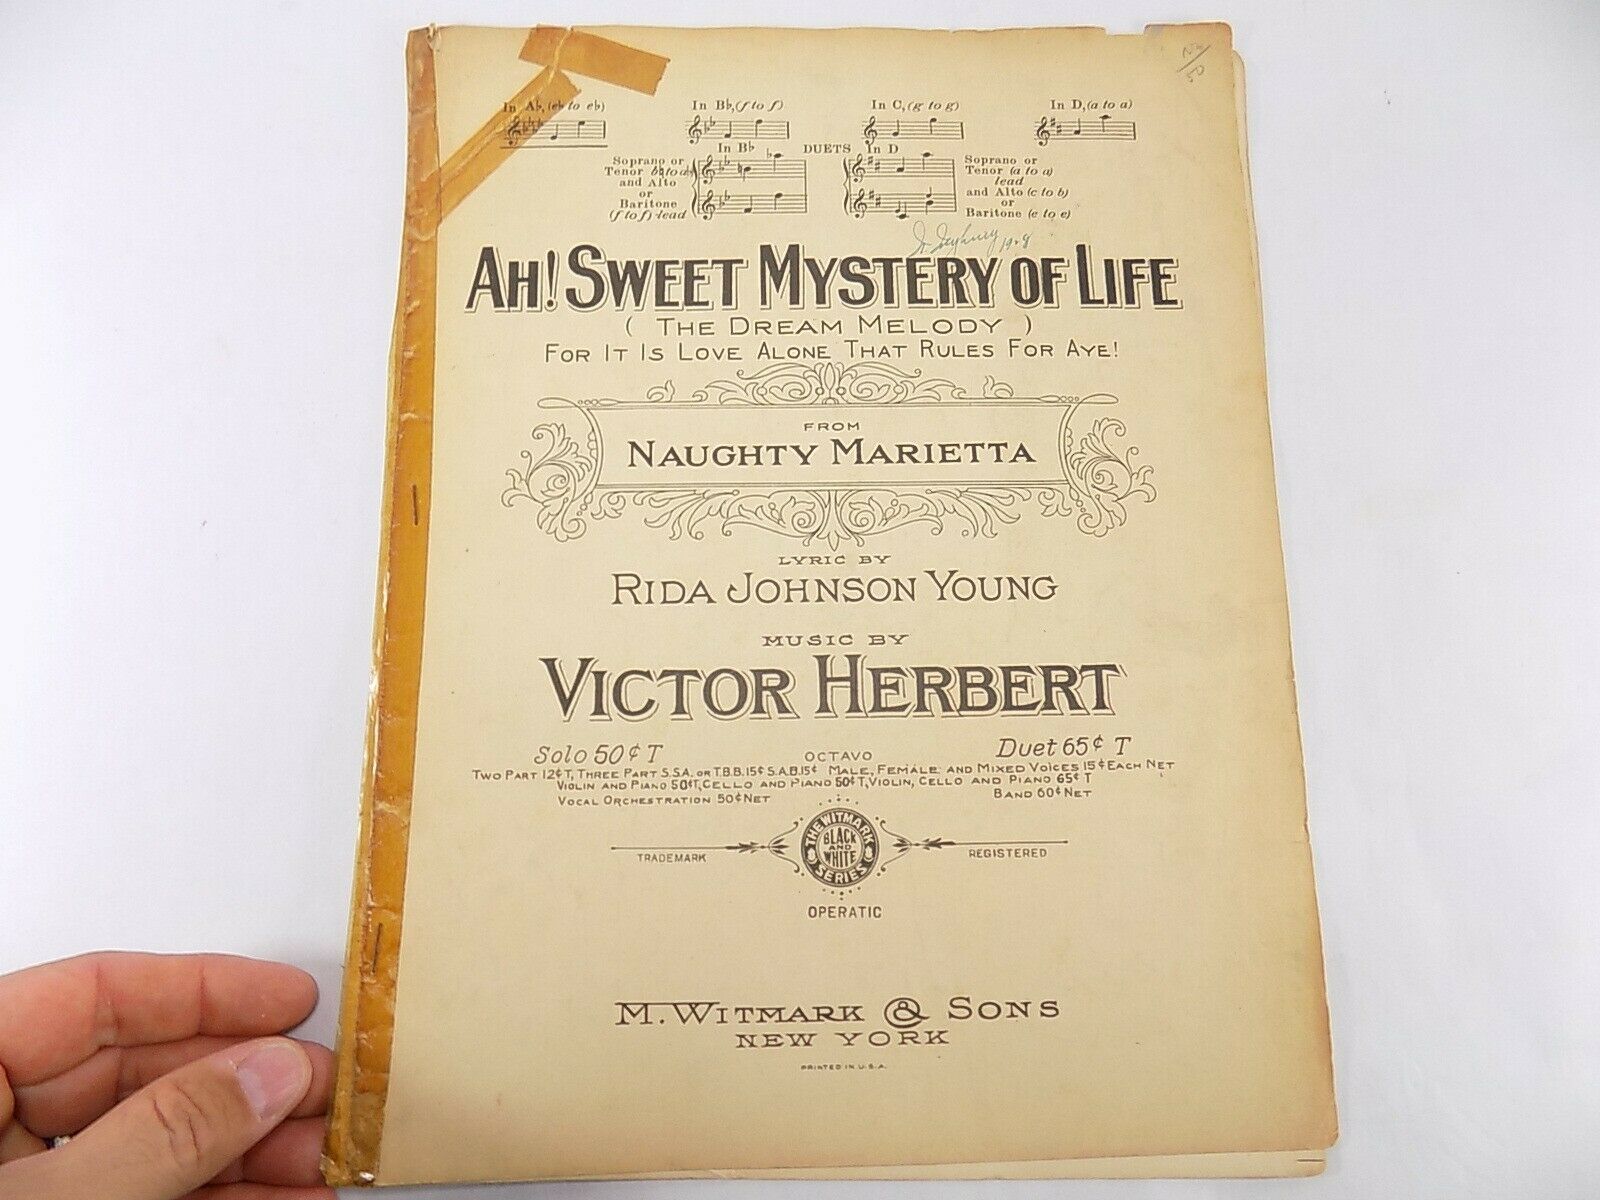 In A♭, (e♭ to e♭) In B♭, (f to f) In C, (g to g) In D, (a to a)
In B♭ DUETS In D
Soprano or
Tenor
and Alto
or
Baritone
(f to f) lead
Soprano or
Tenor (a to a)
lead
and Alto (c to b)
or
Baritone (c to e)
AH! SWEET MYSTERY OF LIFE
( THE DREAM MELODY )
FOR IT IS LOVE ALONE THAT RULES FOR AYE!
FROM
NAUGHTY MARIETTA
LYRIC BY
RIDA JOHNSON YOUNG
MUSIC BY
VICTOR HERBERT
Solo 50¢ T OCTAVO Duet 65¢ T
TWO PART 12¢ T, THREE PART S.S.A. OR T.B.B. 15¢ S.A.B. 15¢ MALE, FEMALE AND MIXED VOICES 15¢ EACH NET
VIOLIN AND PIANO 50¢ T, CELLO AND PIANO 50¢ T, VIOLIN, CELLO AND PIANO 65¢ T
VOCAL ORCHESTRATION 50¢ NET BAND 60¢ NET
THE WITMARK
BLACK
AND
WHITE
SERIES
TRADEMARK REGISTERED
OPERATIC
M. WITMARK & SONS
NEW YORK
PRINTED IN U.S.A.